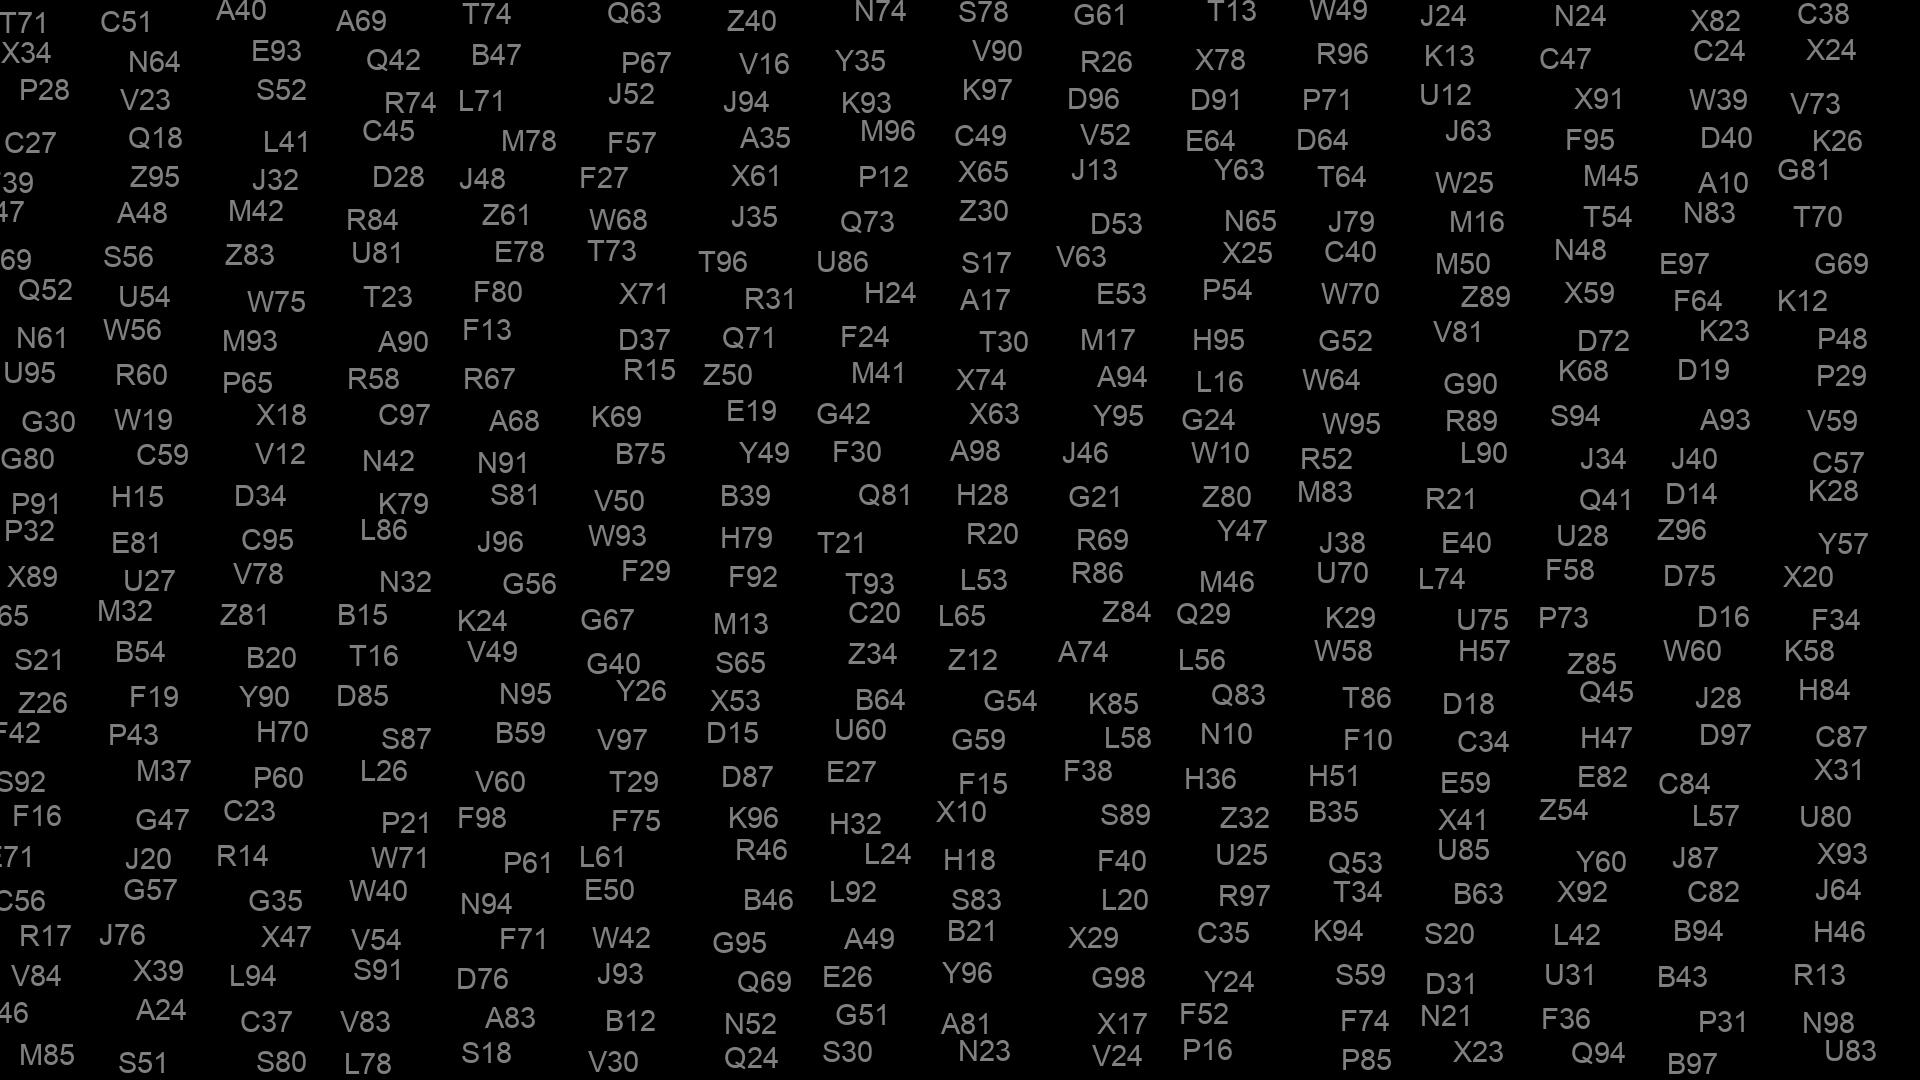 T71 C51 A40 A69 T74 Q63 Z40 N74 S78 G61 T13 W49 J24 N24 X82 C38
X34 N64 E93 Q42 B47 P67 V16 Y35 V90 R26 X78 R96 K13 C47 C24 X24
P28 V23 S52 R74 L71 J52 J94 K93 K97 D96 D91 P71 U12 X91 W39 V73
C27 Q18 L41 C45 M78 F57 A35 M96 C49 V52 E64 D64 J63 F95 D40 K26
39 Z95 J32 D28 J48 F27 X61 P12 X65 J13 Y63 T64 W25 M45 A10 G81
47 A48 M42 R84 Z61 W68 J35 Q73 Z30 D53 N65 J79 M16 T54 N83 T70
69 S56 Z83 U81 E78 T73 T96 U86 S17 V63 X25 C40 M50 N48 E97 G69
Q52 U54 W75 T23 F80 X71 R31 H24 A17 E53 P54 W70 Z89 X59 F64 K12
N61 W56 M93 A90 F13 D37 Q71 F24 T30 M17 H95 G52 V81 D72 K23 P48
U95 R60 P65 R58 R67 R15 Z50 M41 X74 A94 L16 W64 G90 K68 D19 P29
G30 W19 X18 C97 A68 K69 E19 G42 X63 Y95 G24 W95 R89 S94 A93 V59
G80 C59 V12 N42 N91 B75 Y49 F30 A98 J46 W10 R52 L90 J34 J40 C57
P91 H15 D34 K79 S81 V50 B39 Q81 H28 G21 Z80 M83 R21 Q41 D14 K28
P32 E81 C95 L86 J96 W93 H79 T21 R20 R69 Y47 J38 E40 U28 Z96 Y57
X89 U27 V78 N32 G56 F29 F92 T93 L53 R86 M46 U70 L74 F58 D75 X20
65 M32 Z81 B15 K24 G67 M13 C20 L65 Z84 Q29 K29 U75 P73 D16 F34
S21 B54 B20 T16 V49 G40 S65 Z34 Z12 A74 L56 W58 H57 Z85 W60 K58
Z26 F19 Y90 D85 N95 Y26 X53 B64 G54 K85 Q83 T86 D18 Q45 J28 H84
F42 P43 H70 S87 B59 V97 D15 U60 G59 L58 N10 F10 C34 H47 D97 C87
S92 M37 P60 L26 V60 T29 D87 E27 F15 F38 H36 H51 E59 E82 C84 X31
F16 G47 C23 P21 F98 F75 K96 H32 X10 S89 Z32 B35 X41 Z54 L57 U80
71 J20 R14 W71 P61 L61 R46 L24 H18 F40 U25 Q53 U85 Y60 J87 X93
C56 G57 G35 W40 N94 E50 B46 L92 S83 L20 R97 T34 B63 X92 C82 J64
R17 J76 X47 V54 F71 W42 G95 A49 B21 X29 C35 K94 S20 L42 B94 H46
V84 X39 L94 S91 D76 J93 Q69 E26 Y96 G98 Y24 S59 D31 U31 B43 R13
46 A24 C37 V83 A83 B12 N52 G51 A81 X17 F52 F74 N21 F36 P31 N98
M85 S51 S80 L78 S18 V30 Q24 S30 N23 V24 P16 P85 X23 Q94 B97 U83